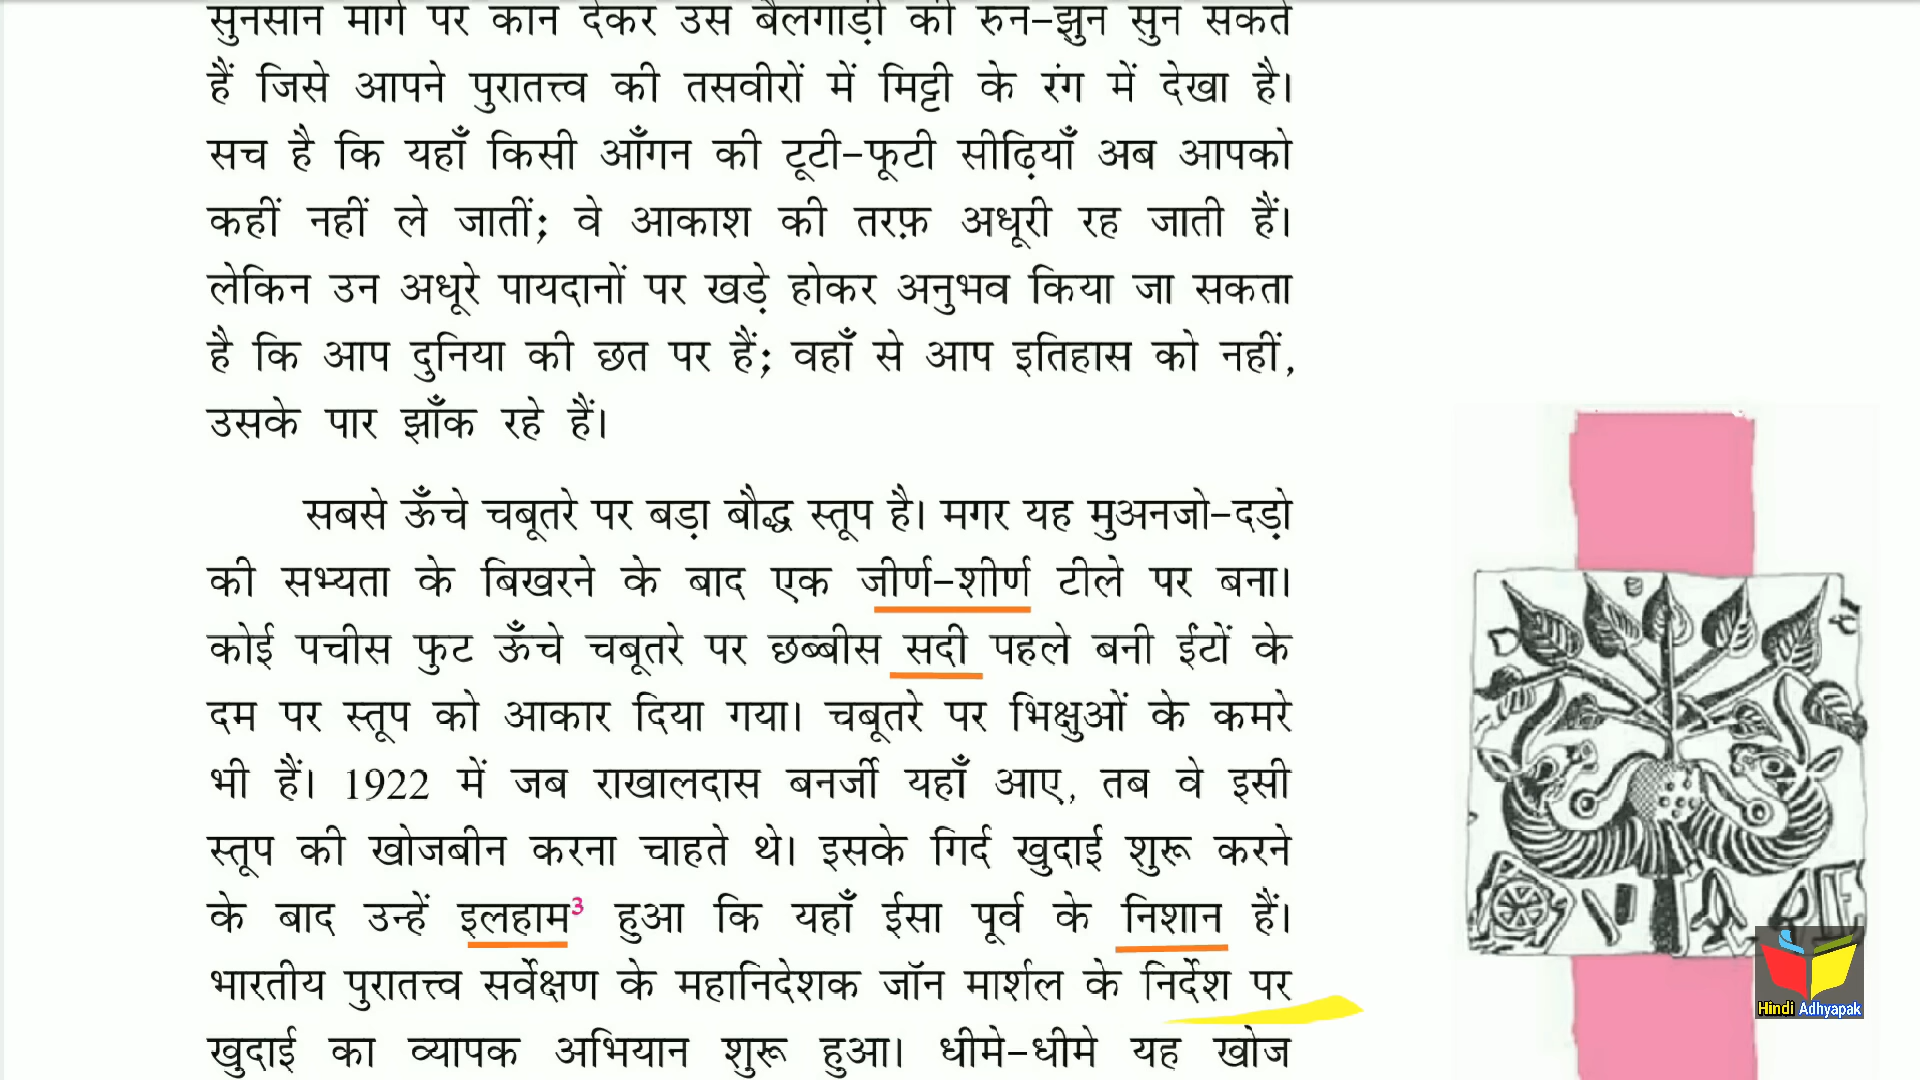 सुनसान मार्ग पर कान देकर उस बैलगाड़ी की रुन-झुन सुन सकते
हैं जिसे आपने पुरातत्त्व की तसवीरों में मिट्टी के रंग में देखा है।
सच है कि यहाँ किसी आँगन की टूटी-फूटी सीढ़ियाँ अब आपको
कहीं नहीं ले जातीं; वे आकाश की तरफ़ अधूरी रह जाती हैं।
लेकिन उन अधूरे पायदानों पर खड़े होकर अनुभव किया जा सकता
है कि आप दुनिया की छत पर हैं; वहाँ से आप इतिहास को नहीं,
उसके पार झाँक रहे हैं।
सबसे ऊँचे चबूतरे पर बड़ा बौद्ध स्तूप है। मगर यह मुअनजो-दड़ो
की सभ्यता के बिखरने के बाद एक जीर्ण-शीर्ण टीले पर बना।
कोई पचीस फुट ऊँचे चबूतरे पर छब्बीस सदी पहले बनी ईंटों के
दम पर स्तूप को आकार दिया गया। चबूतरे पर भिक्षुओं के कमरे
भी हैं। 1922 में जब राखालदास बनर्जी यहाँ आए, तब वे इसी
स्तूप की खोजबीन करना चाहते थे। इसके गिर्द खुदाई शुरू करने
के बाद उन्हें इलहाम³ हुआ कि यहाँ ईसा पूर्व के निशान हैं।
भारतीय पुरातत्त्व सर्वेक्षण के महानिदेशक जॉन मार्शल के निर्देश पर
खुदाई का व्यापक अभियान शुरू हुआ। धीमे-धीमे यह खोज
Hindi Adhyapak